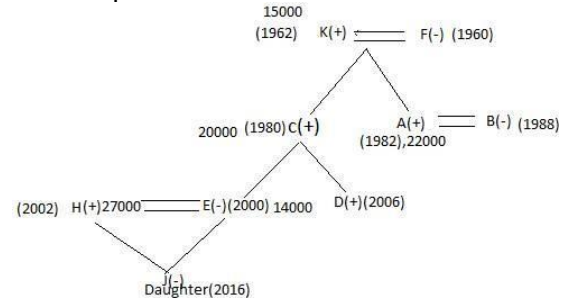 15000
(1962) K(+) F(-) (1960)
20000 (1980) C(+) A(+) B(-) (1988)
(1982),22000
(2002) H(+)27000 E(-)(2000) 14000 D(+)(2006)
J(-)
Daughter(2016)